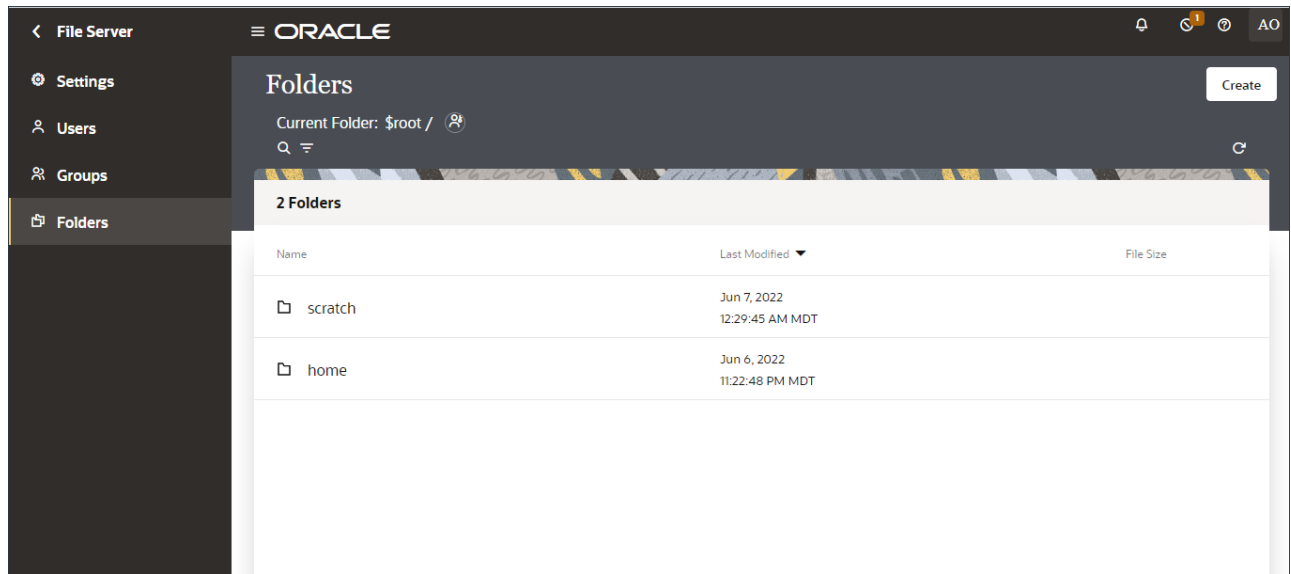 File Server
ORACLE
1
AO
Settings
Users
Groups
Folders
Folders
Create
Current Folder: $root /
2 Folders
Name Last Modified File Size
scratch
Jun 7, 2022
12:29:45 AM MDT
home
Jun 6, 2022
11:22:48 PM MDT